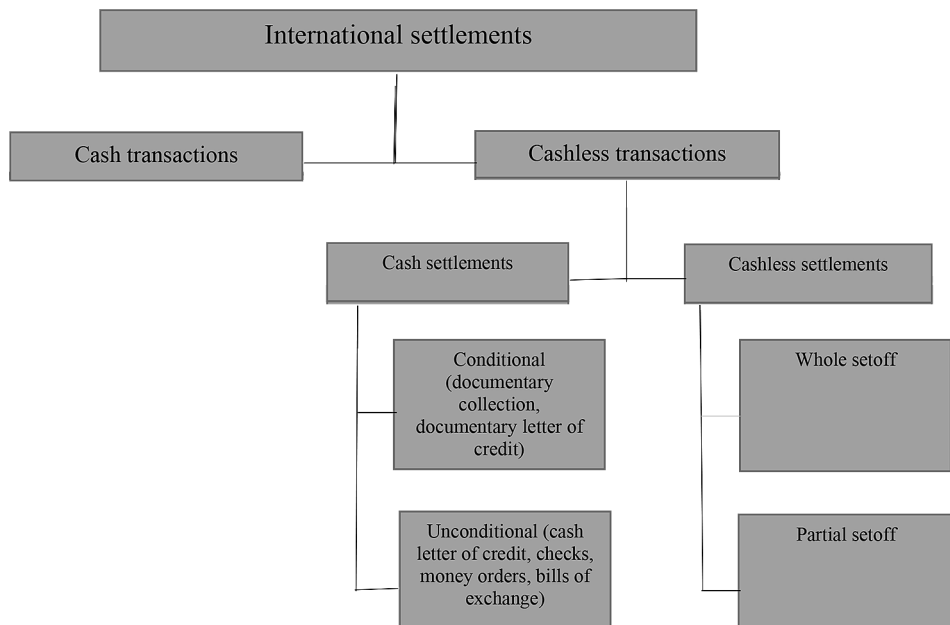 International settlements
Cash transactions
Cashless transactions
Cash settlements
Cashless settlements
Conditional
(documentary
collection,
documentary letter of
credit)
Whole setoff
Unconditional (cash
letter of credit, checks,
money orders, bills of
exchange)
Partial setoff